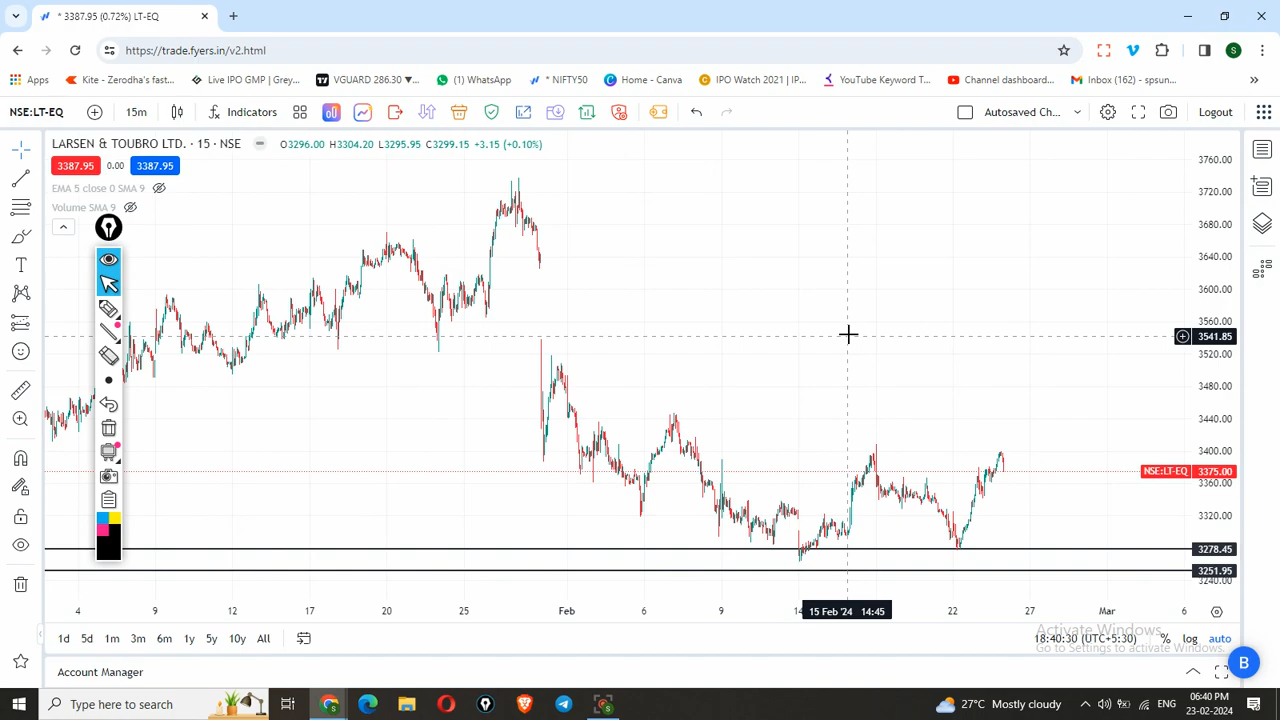 * 3387.95 (0.72%) LT-EQ
https://trade.fyers.in/v2.html
S
Apps
Kite - Zerodha's fast...
Live IPO GMP | Grey...
VGUARD 286.30 ▼...
(1) WhatsApp
* NIFTY50
Home - Canva
IPO Watch 2021 | IP...
YouTube Keyword T...
Channel dashboard...
Inbox (162) - spsun...
NSE:LT-EQ
15m
Indicators
Autosaved Ch...
Logout
LARSEN & TOUBRO LTD. · 15 · NSE
O3296.00 H3304.20 L3295.95 C3299.15 +3.15 (+0.10%)
3387.95 0.00 3387.95
EMA 5 close 0 SMA 9
Volume SMA 9
3760.00
3720.00
3680.00
3640.00
3600.00
3560.00
3541.85
3520.00
3480.00
3440.00
3400.00
NSE:LT-EQ 3375.00
3360.00
3320.00
3278.45
3251.95
3240.00
4 9 12 17 20 25 Feb 6 9 14 15 Feb '24 14:45 22 27 Mar 6
1d 5d 1m 3m 6m 1y 5y 10y All
18:40:30 (UTC+5:30) % log auto
Activate Windows
Go to Settings to activate Windows.
Account Manager
B
Type here to search
27°C Mostly cloudy
ENG
06:40 PM
23-02-2024